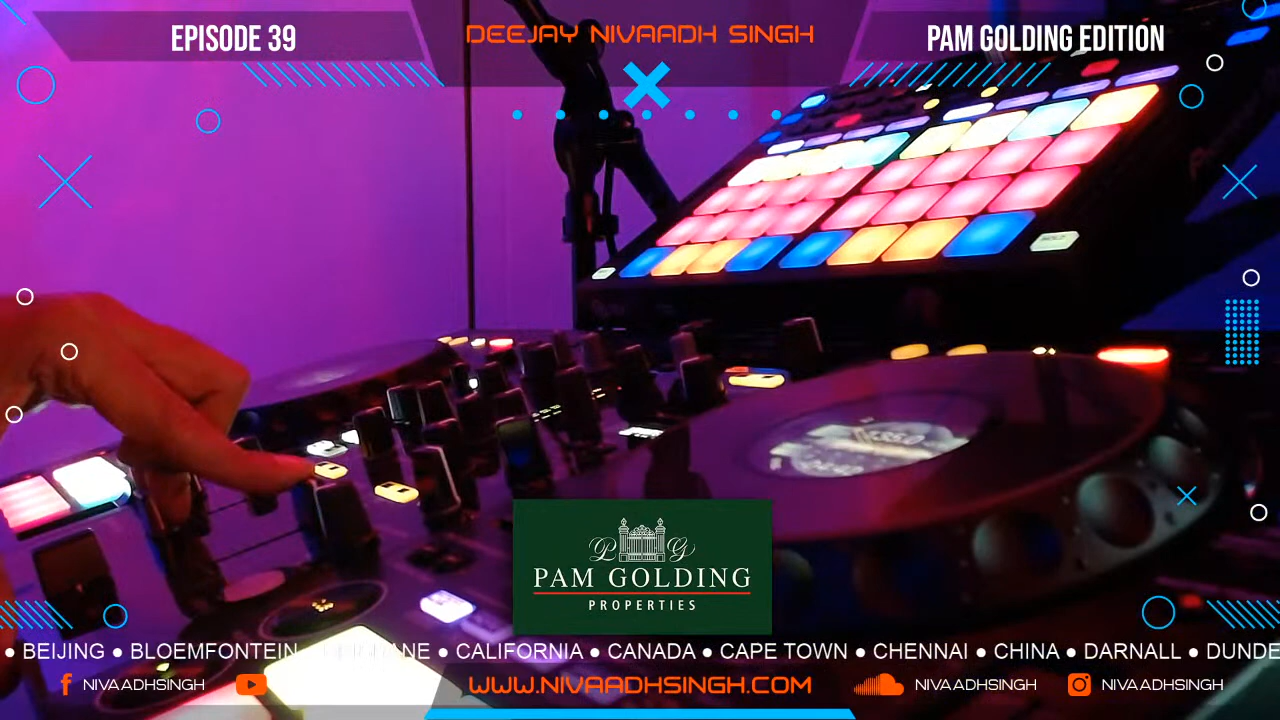 EPISODE 39
DEEJAY NIVAADH SINGH
PAM GOLDING EDITION
P G
PAM GOLDING
PROPERTIES
● BEIJING ● BLOEMFONTEIN ● CALIFORNIA ● CANADA ● CAPE TOWN ● CHENNAI ● CHINA ● DARNALL ● DUNDE
NIVAADHSINGH
WWW.NIVAADHSINGH.COM
NIVAADHSINGH
NIVAADHSINGH